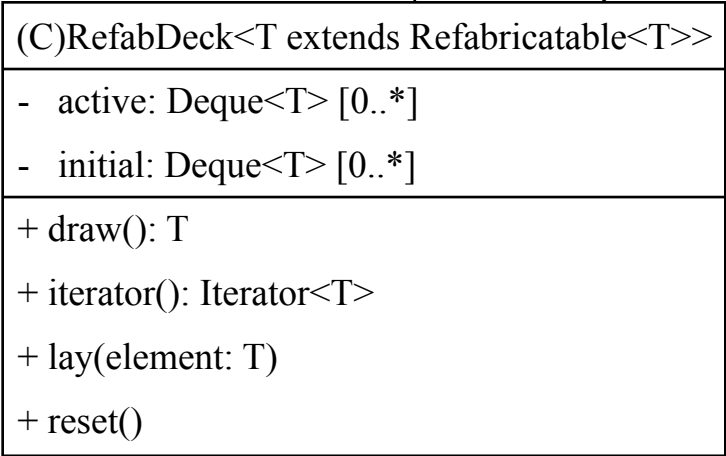 (C)RefabDeck<T extends Refabricatable<T>>
- active: Deque<T> [0..*]
- initial: Deque<T> [0..*]
+ draw(): T
+ iterator(): Iterator<T>
+ lay(element: T)
+ reset()